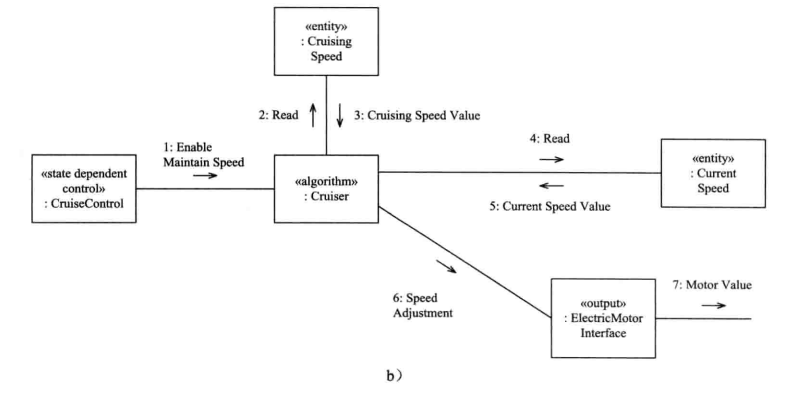 «entity»
: Cruising
Speed
2: Read
3: Cruising Speed Value
1: Enable
Maintain Speed
4: Read
«state dependent
control»
: CruiseControl
«algorithm»
: Cruiser
«entity»
: Current
Speed
5: Current Speed Value
6: Speed
Adjustment
7: Motor Value
«output»
: ElectricMotor
Interface
b）